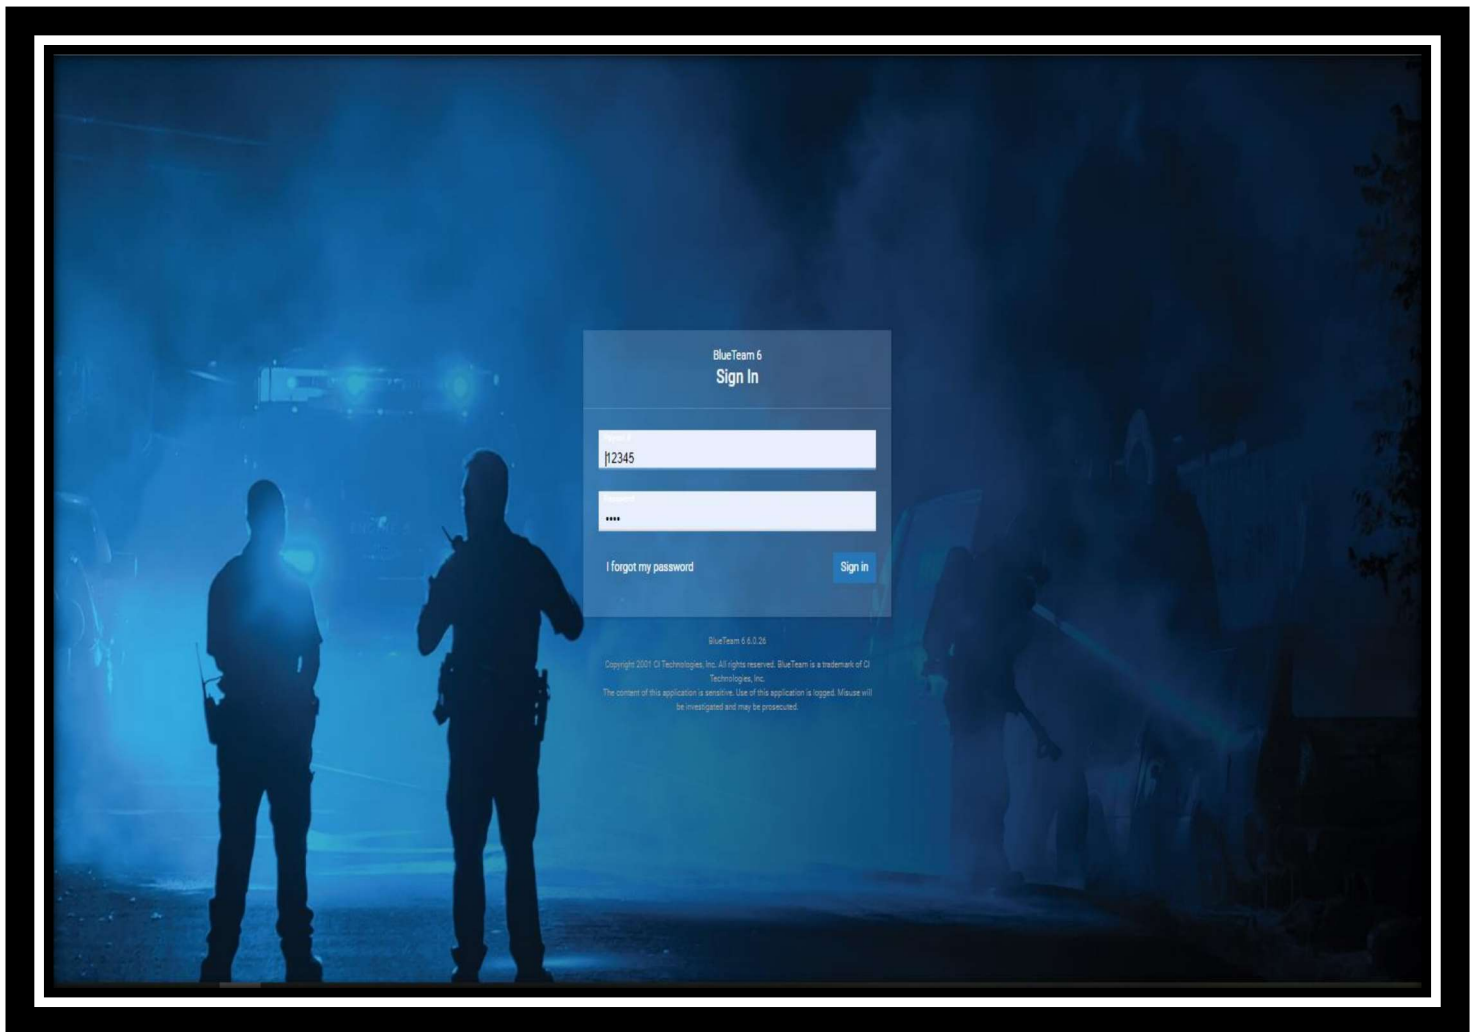 BlueTeam 6
Sign In
12345
••••
I forgot my password
Sign in
BlueTeam 6 6.0.26
Copyright 2001 CI Technologies, Inc. All rights reserved. BlueTeam is a trademark of CI
Technologies, Inc.
The content of this application is sensitive. Use of this application is logged. Misuse will
be investigated and may be prosecuted.